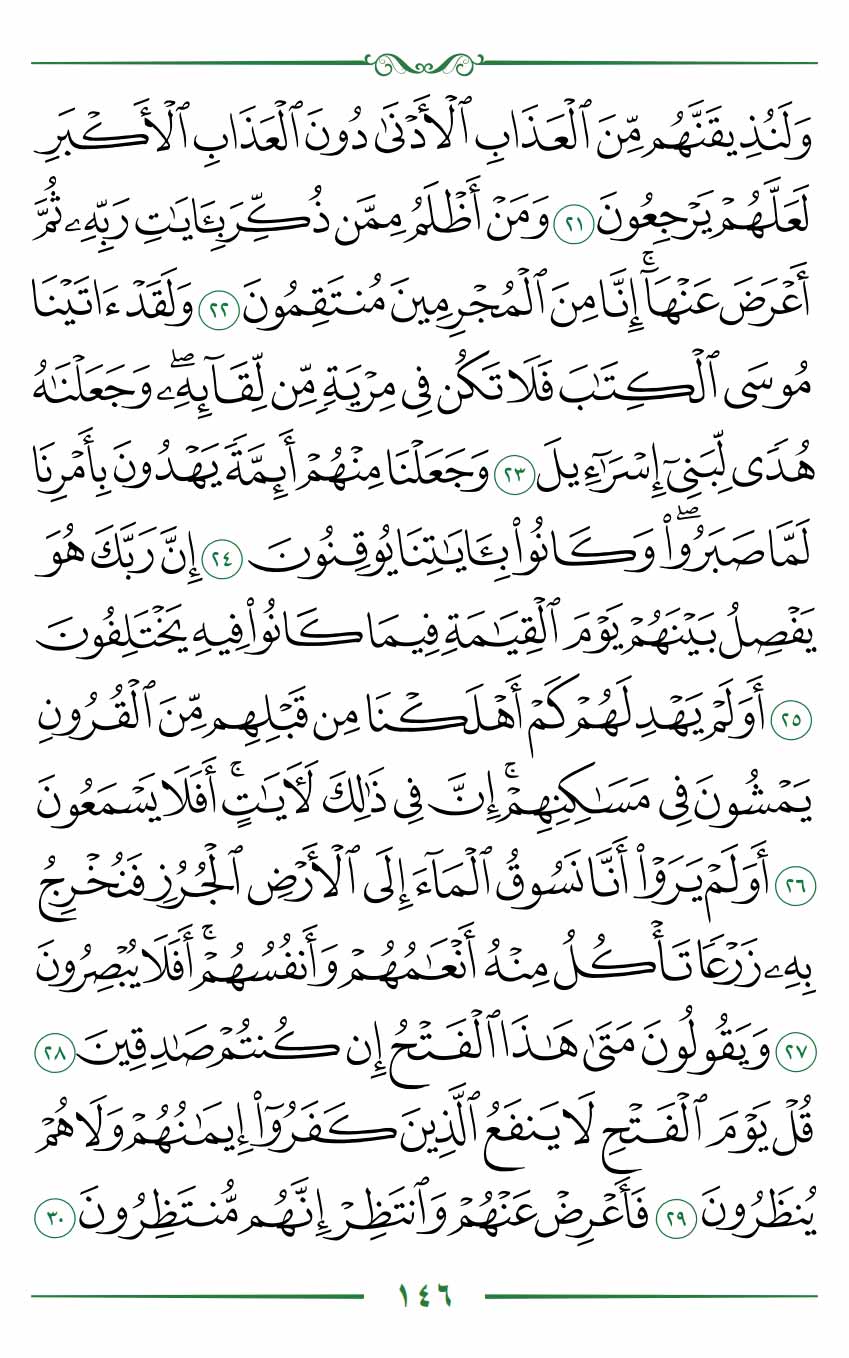 وَلَنُذِيقَنَّهُم مِّنَ ٱلْعَذَابِ ٱلْأَدْنَىٰ دُونَ ٱلْعَذَابِ ٱلْأَكْبَرِ
لَعَلَّهُمْ يَرْجِعُونَ ٢١ وَمَنْ أَظْلَمُ مِمَّن ذُكِّرَ بِـَٔايَٰتِ رَبِّهِۦ ثُمَّ
أَعْرَضَ عَنْهَآ ۚ إِنَّا مِنَ ٱلْمُجْرِمِينَ مُنتَقِمُونَ ٢٢ وَلَقَدْ ءَاتَيْنَا
مُوسَى ٱلْكِتَٰبَ فَلَا تَكُن فِى مِرْيَةٍ مِّن لِّقَآئِهِۦ ۖ وَجَعَلْنَٰهُ
هُدًى لِّبَنِىٓ إِسْرَٰٓءِيلَ ٢٣ وَجَعَلْنَا مِنْهُمْ أَئِمَّةً يَهْدُونَ بِأَمْرِنَا
لَمَّا صَبَرُوا۟ ۖ وَكَانُوا۟ بِـَٔايَٰتِنَا يُوقِنُونَ ٢٤ إِنَّ رَبَّكَ هُوَ
يَفْصِلُ بَيْنَهُمْ يَوْمَ ٱلْقِيَٰمَةِ فِيمَا كَانُوا۟ فِيهِ يَخْتَلِفُونَ
٢٥ أَوَلَمْ يَهْدِ لَهُمْ كَمْ أَهْلَكْنَا مِن قَبْلِهِم مِّنَ ٱلْقُرُونِ
يَمْشُونَ فِى مَسَٰكِنِهِمْ ۚ إِنَّ فِى ذَٰلِكَ لَـَٔايَٰتٍ ۚ أَفَلَا يَسْمَعُونَ
٢٦ أَوَلَمْ يَرَوْا۟ أَنَّا نَسُوقُ ٱلْمَآءَ إِلَى ٱلْأَرْضِ ٱلْجُرُزِ فَنُخْرِجُ
بِهِۦ زَرْعًا تَأْكُلُ مِنْهُ أَنْعَٰمُهُمْ وَأَنفُسُهُمْ ۚ أَفَلَا يُبْصِرُونَ
٢٧ وَيَقُولُونَ مَتَىٰ هَٰذَا ٱلْفَتْحُ إِن كُنتُمْ صَٰدِقِينَ ٢٨
قُلْ يَوْمَ ٱلْفَتْحِ لَا يَنفَعُ ٱلَّذِينَ كَفَرُوٓا۟ إِيمَٰنُهُمْ وَلَا هُمْ
يُنظَرُونَ ٢٩ فَأَعْرِضْ عَنْهُمْ وَٱنتَظِرْ إِنَّهُم مُّنتَظِرُونَ ٣٠
١٤٦